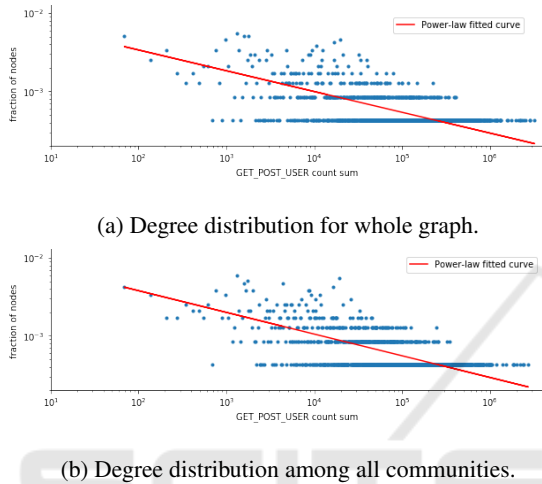 10⁻²
Power-law fitted curve
fraction of nodes
10⁻³
10¹ 10² 10³ 10⁴ 10⁵ 10⁶
GET_POST_USER count sum
(a) Degree distribution for whole graph.
10⁻²
Power-law fitted curve
fraction of nodes
10⁻³
10¹ 10² 10³ 10⁴ 10⁵ 10⁶
GET_POST_USER count sum
(b) Degree distribution among all communities.